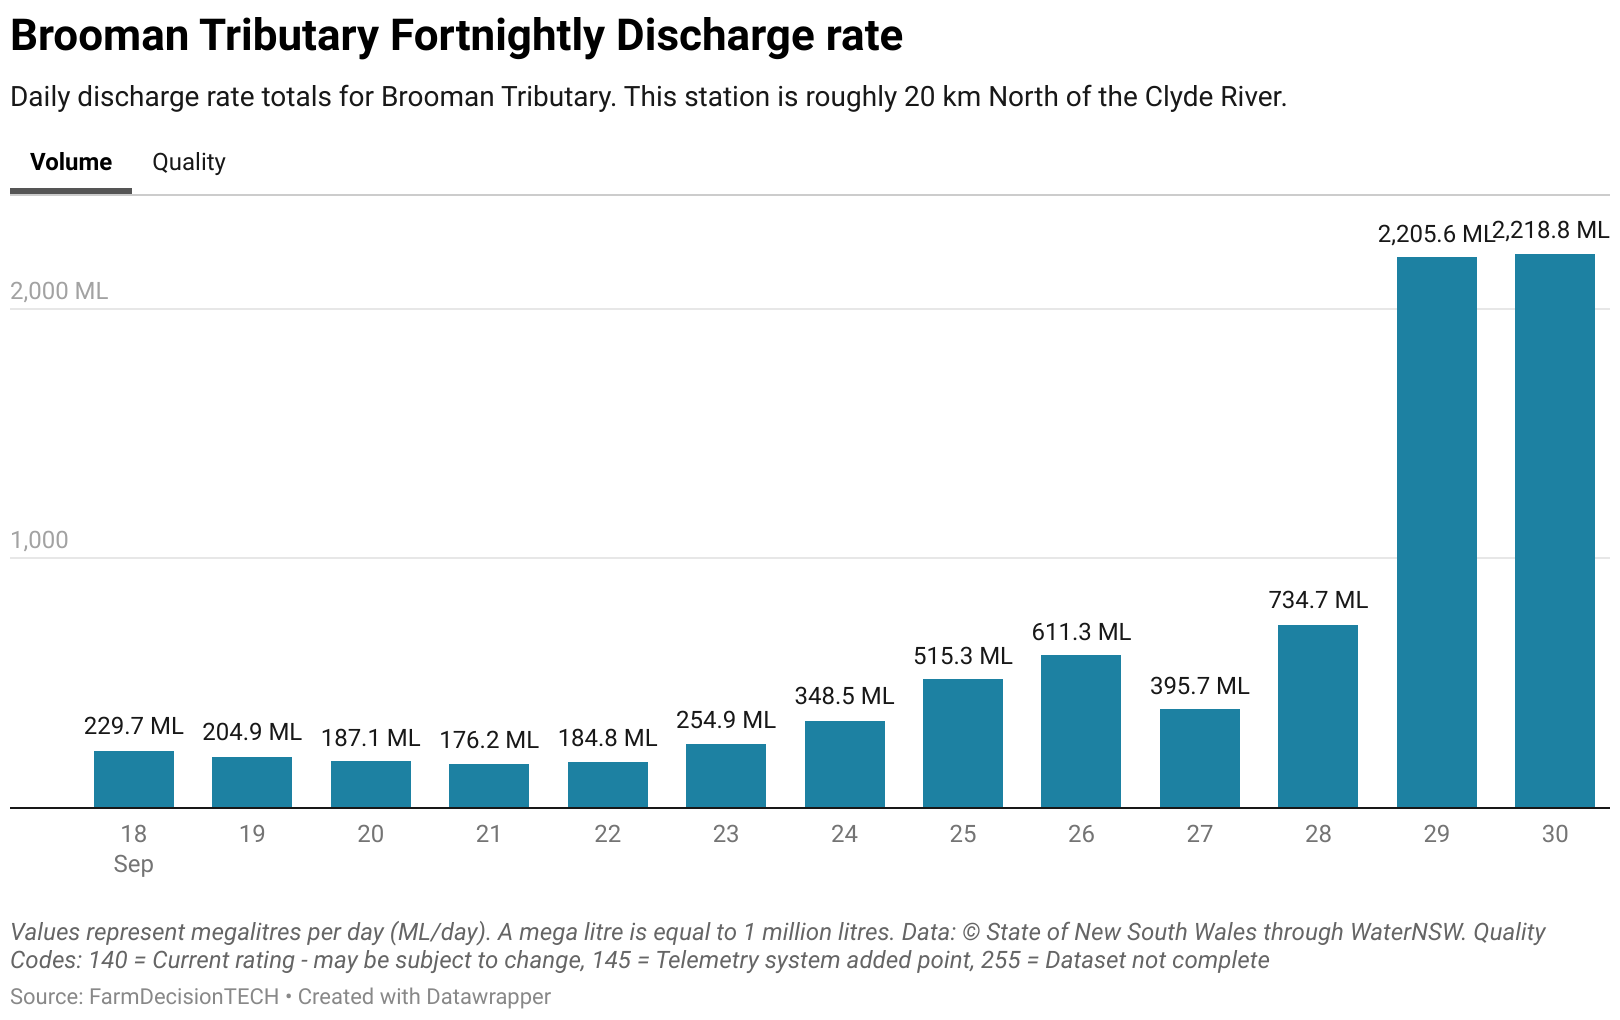 Brooman Tributary Fortnightly Discharge rate
Daily discharge rate totals for Brooman Tributary. This station is roughly 20 km North of the Clyde River.
Volume Quality
2,205.6 ML 2,218.8 ML
2,000 ML
1,000
734.7 ML
611.3 ML
515.3 ML
395.7 ML
348.5 ML
254.9 ML
229.7 ML 204.9 ML 187.1 ML 176.2 ML 184.8 ML
18 19 20 21 22 23 24 25 26 27 28 29 30
Sep
Values represent megalitres per day (ML/day). A mega litre is equal to 1 million litres. Data: © State of New South Wales through WaterNSW. Quality
Codes: 140 = Current rating - may be subject to change, 145 = Telemetry system added point, 255 = Dataset not complete
Source: FarmDecisionTECH • Created with Datawrapper